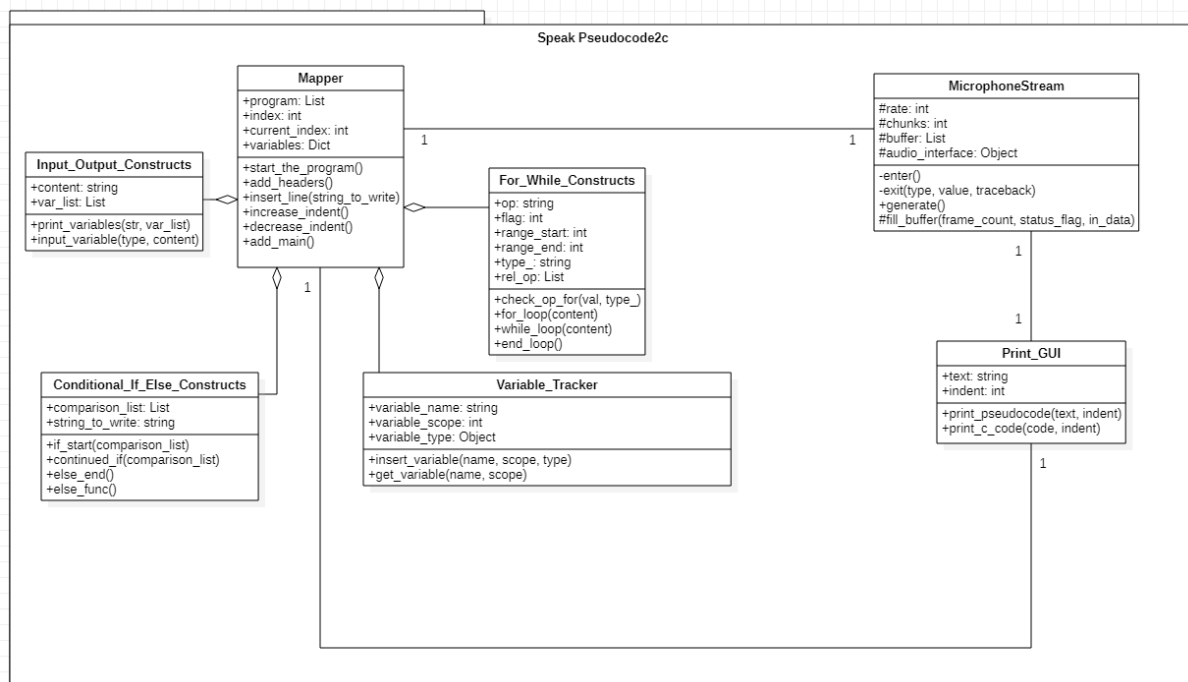 Speak Pseudocode2c
Mapper
+program: List
+index: int
+current_index: int
+variables: Dict
+start_the_program()
+add_headers()
+insert_line(string_to_write)
+increase_indent()
+decrease_indent()
+add_main()
1
1
1
MicrophoneStream
#rate: int
#chunks: int
#buffer: List
#audio_interface: Object
-enter()
-exit(type, value, traceback)
+generate()
#fill_buffer(frame_count, status_flag, in_data)
1
1
Input_Output_Constructs
+content: string
+var_list: List
+print_variables(str, var_list)
+input_variable(type, content)
For_While_Constructs
+op: string
+flag: int
+range_start: int
+range_end: int
+type_: string
+rel_op: List
+check_op_for(val, type_)
+for_loop(content)
+while_loop(content)
+end_loop()
Print_GUI
+text: string
+indent: int
+print_pseudocode(text, indent)
+print_c_code(code, indent)
1
Conditional_If_Else_Constructs
+comparison_list: List
+string_to_write: string
+if_start(comparison_list)
+continued_if(comparison_list)
+else_end()
+else_func()
Variable_Tracker
+variable_name: string
+variable_scope: int
+variable_type: Object
+insert_variable(name, scope, type)
+get_variable(name, scope)